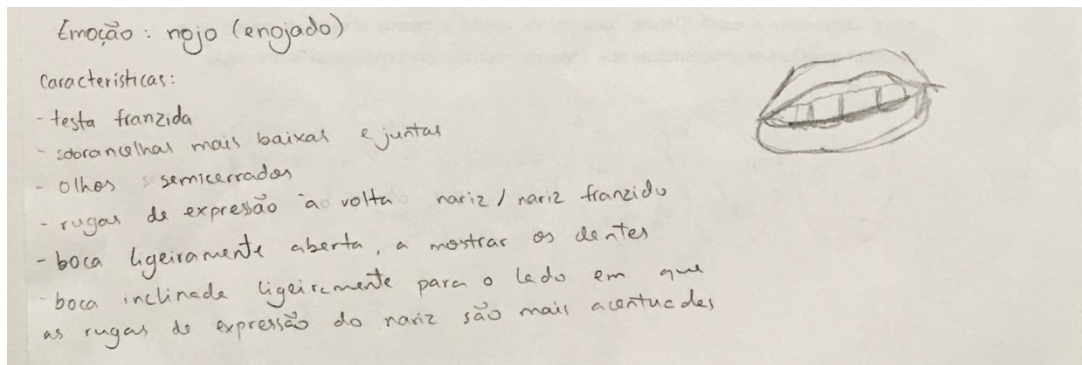 Emoção: nojo (enojado)
Características:
- testa franzida
- sobrancelhas mais baixas e juntas
- olhos semicerrados
- rugas de expressão à volta nariz / nariz franzido
- boca ligeiramente aberta, a mostrar os dentes
- boca inclinada ligeiramente para o lado em que
as rugas de expressão do nariz são mais acentuadas